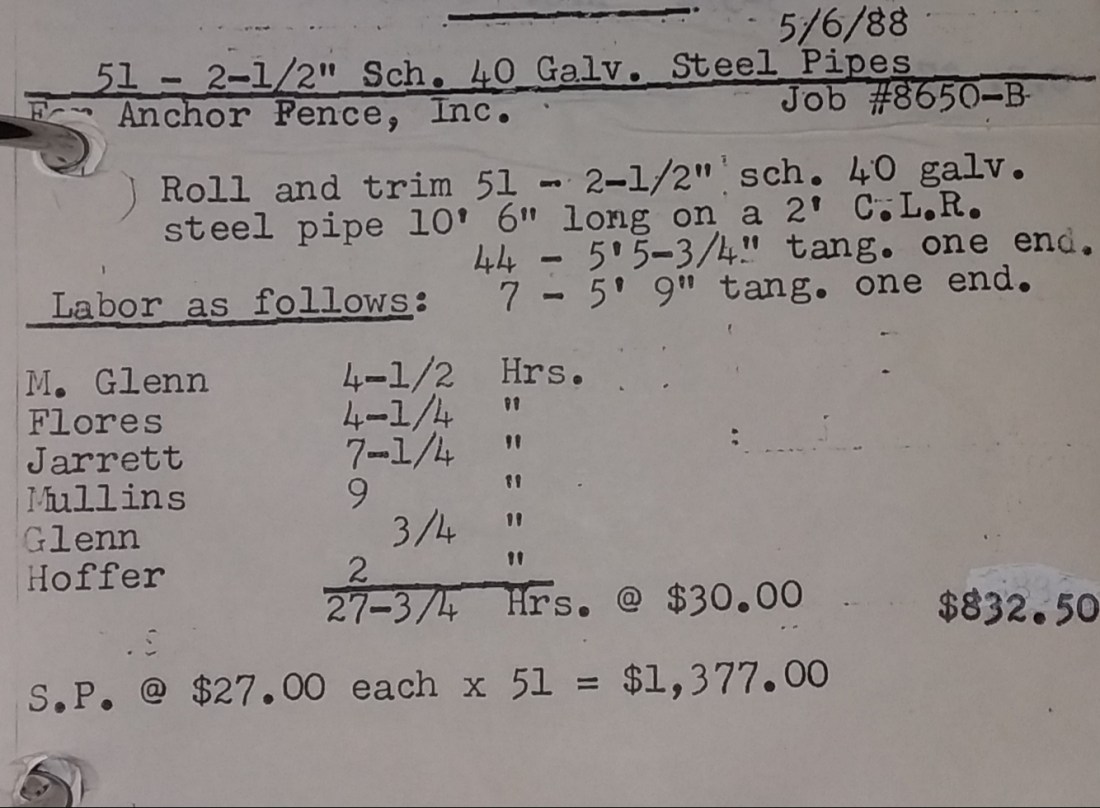 5/6/88
51 - 2-1/2" Sch. 40 Galv. Steel Pipes
For Anchor Fence, Inc. Job #8650-B
Roll and trim 51 - 2-1/2" sch. 40 galv.
steel pipe 10' 6" long on a 2' C.L.R.
44 - 5'5-3/4" tang. one end.
7 - 5' 9" tang. one end.
Labor as follows:
M. Glenn 4-1/2 Hrs.
Flores 4-1/4 "
Jarrett 7-1/4 "
Mullins 9 "
Glenn 3/4 "
Hoffer 2 "
27-3/4 Hrs. @ $30.00 $832.50
S.P. @ $27.00 each x 51 = $1,377.00